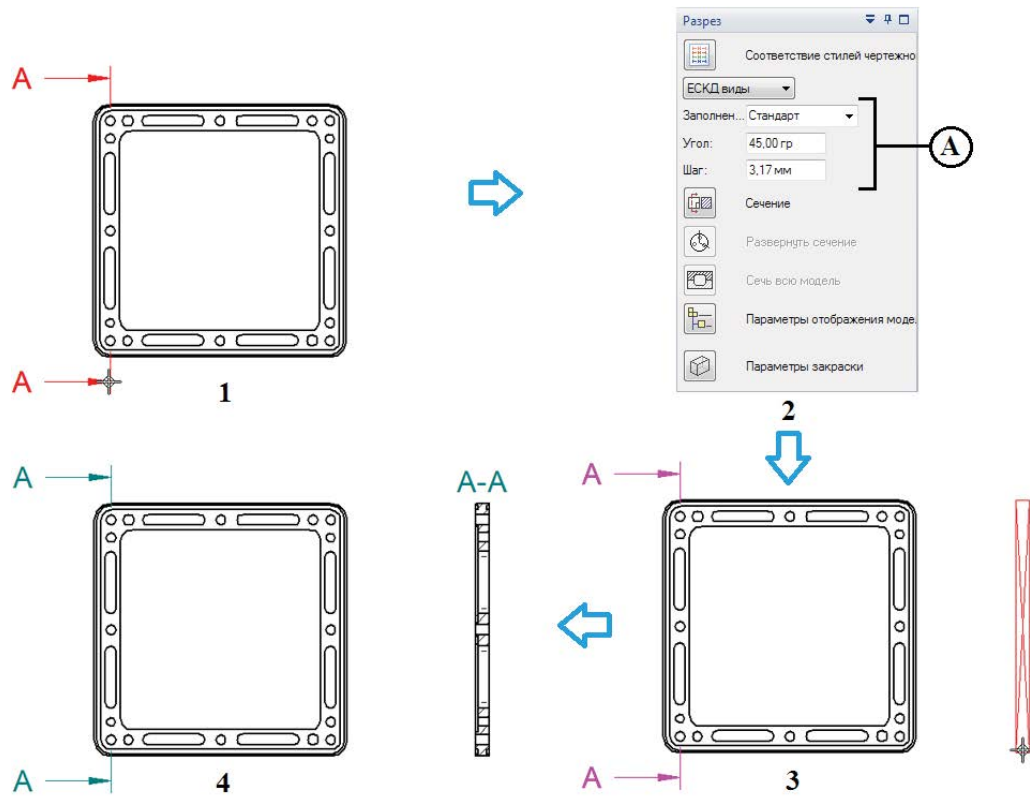 A
A
1
Разрез
Соответствие стилей чертежно
ЕСКД виды
Заполнен... Стандарт
Угол: 45,00 гр
Шаг: 3,17 мм
A
Сечение
Развернуть сечение
Сечь всю модель
Параметры отображения моде.
Параметры закраски
2
A
A
3
A
A-A
A
4